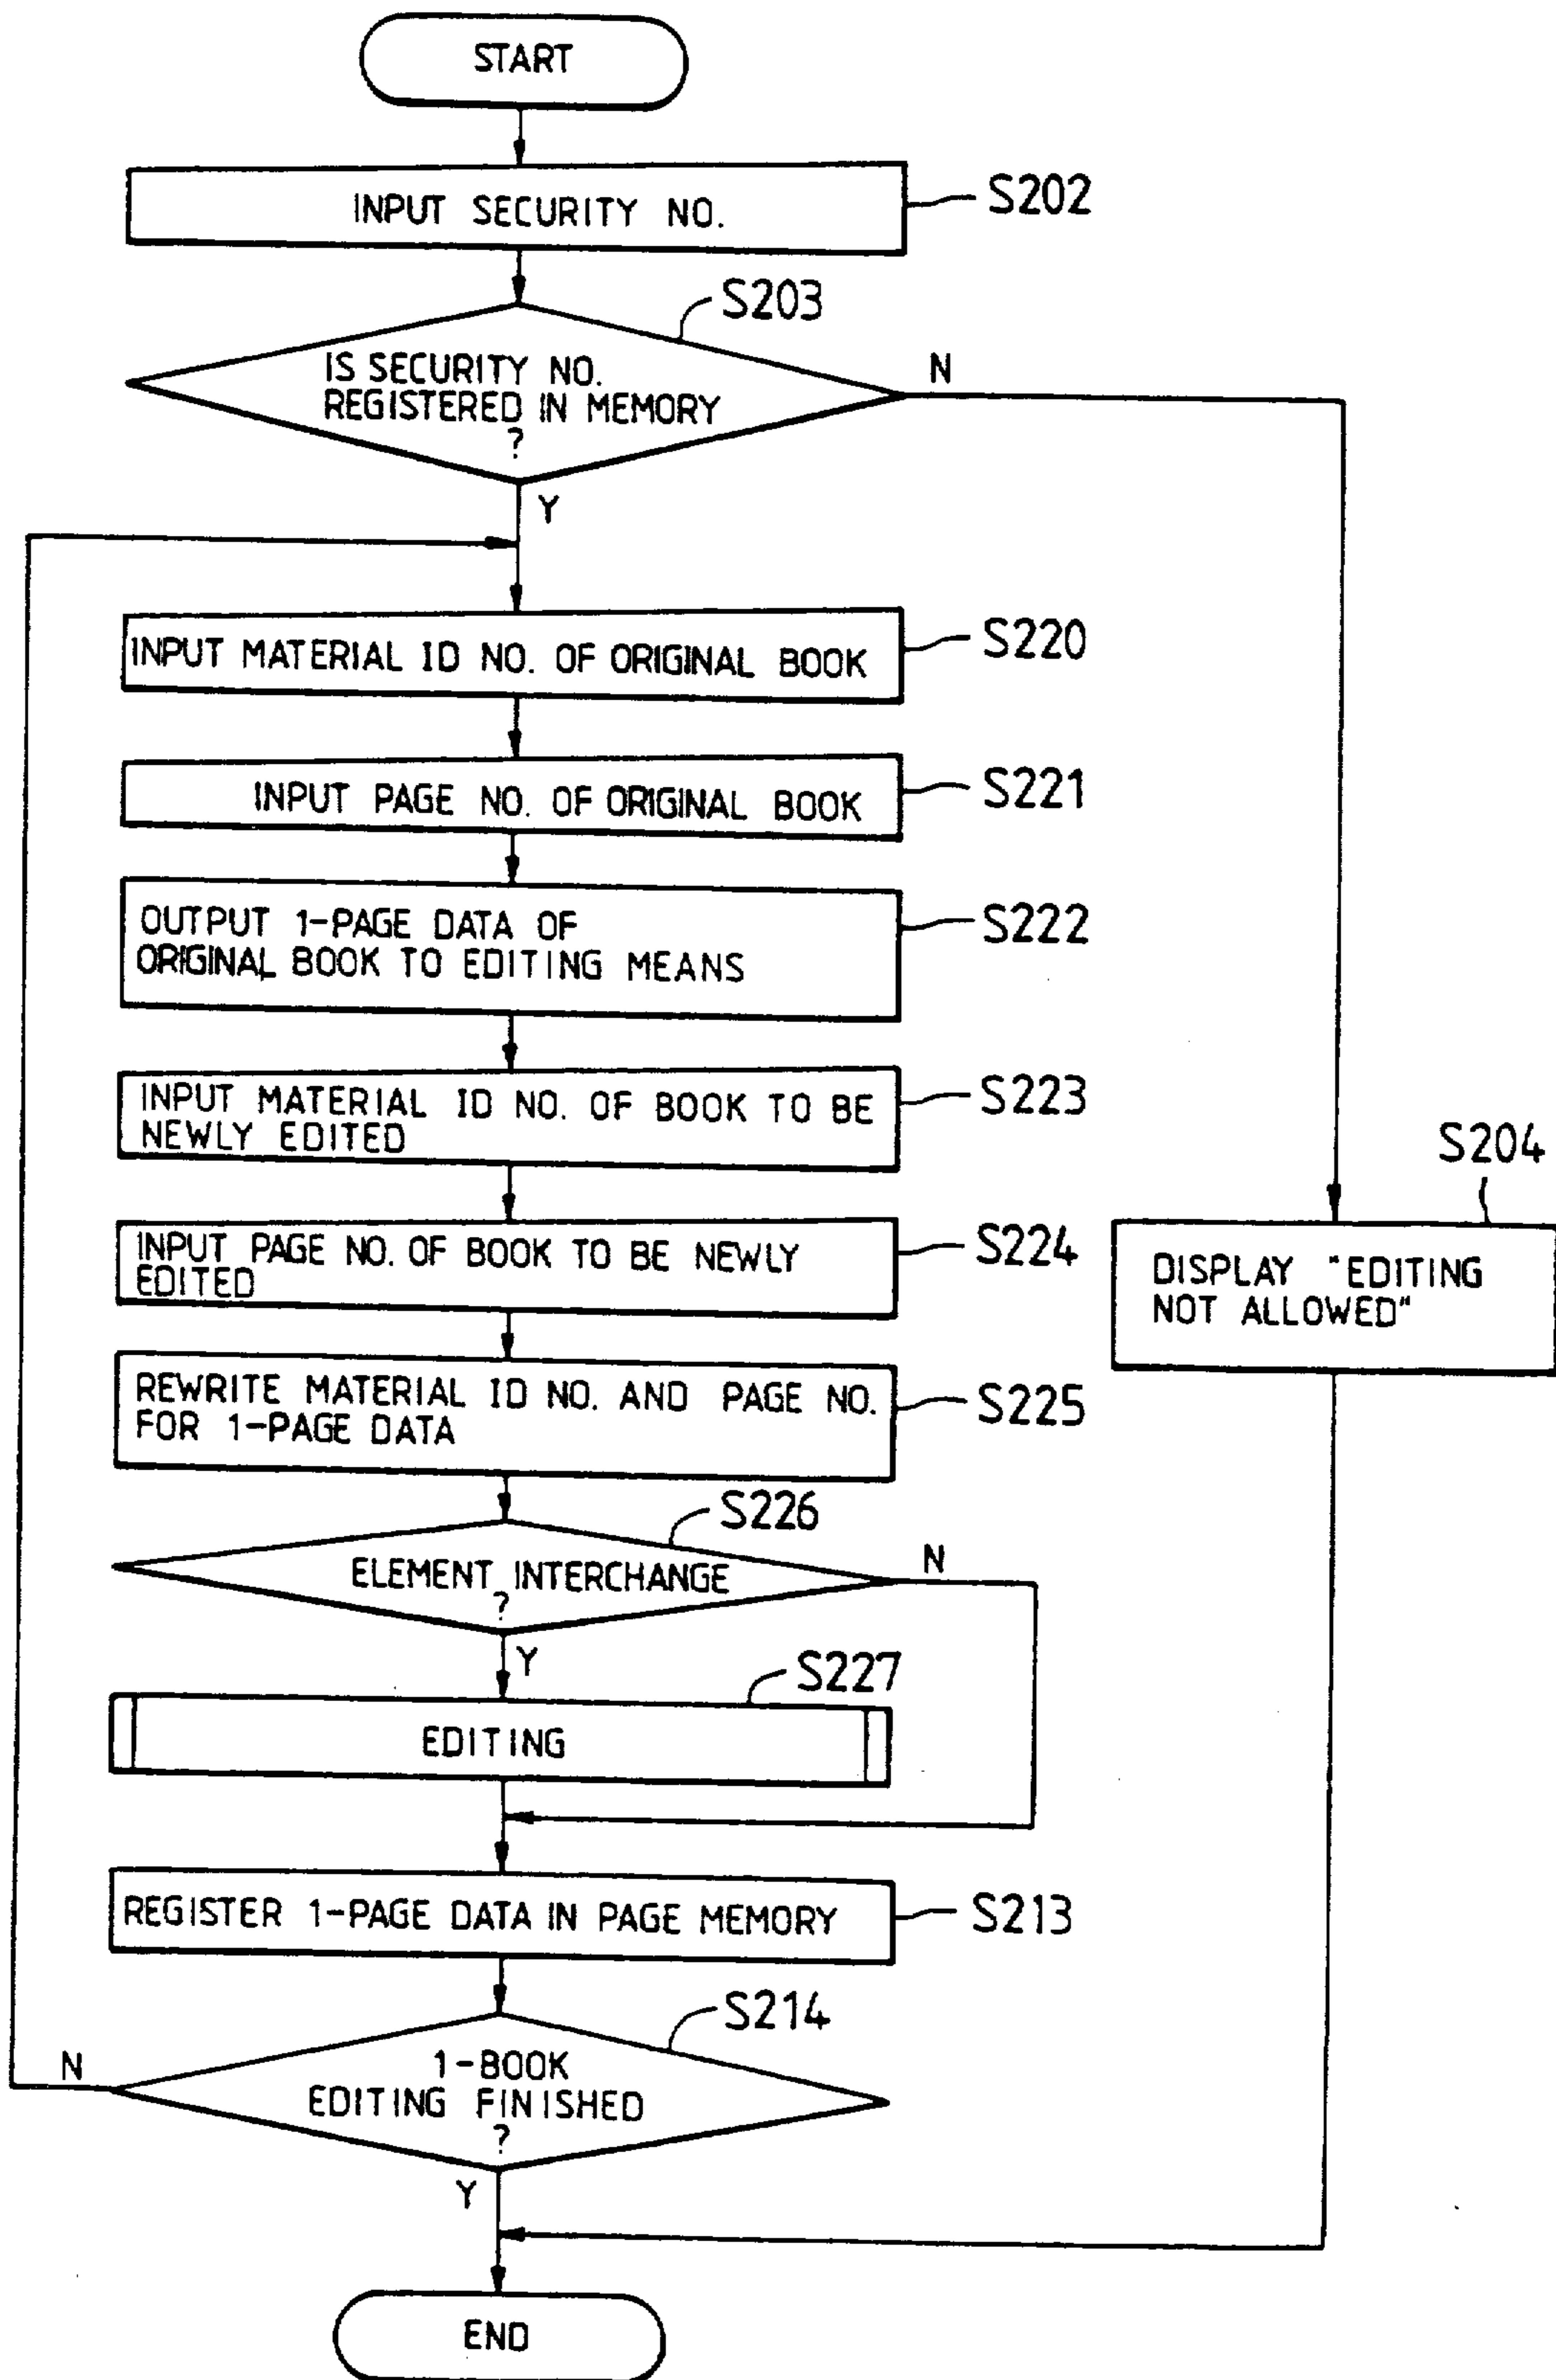 START
INPUT SECURITY NO.
S202
S203
IS SECURITY NO.
REGISTERED IN MEMORY
?
N
Y
INPUT MATERIAL ID NO. OF ORIGINAL BOOK
S220
INPUT PAGE NO. OF ORIGINAL BOOK
S221
OUTPUT 1-PAGE DATA OF
ORIGINAL BOOK TO EDITING MEANS
S222
INPUT MATERIAL ID NO. OF BOOK TO BE
NEWLY EDITED
S223
INPUT PAGE NO. OF BOOK TO BE NEWLY
EDITED
S224
S204
DISPLAY "EDITING
NOT ALLOWED"
REWRITE MATERIAL ID NO. AND PAGE NO.
FOR 1-PAGE DATA
S225
S226
ELEMENT INTERCHANGE
?
N
Y
S227
EDITING
REGISTER 1-PAGE DATA IN PAGE MEMORY
S213
S214
1-BOOK
EDITING FINISHED
?
N
Y
END